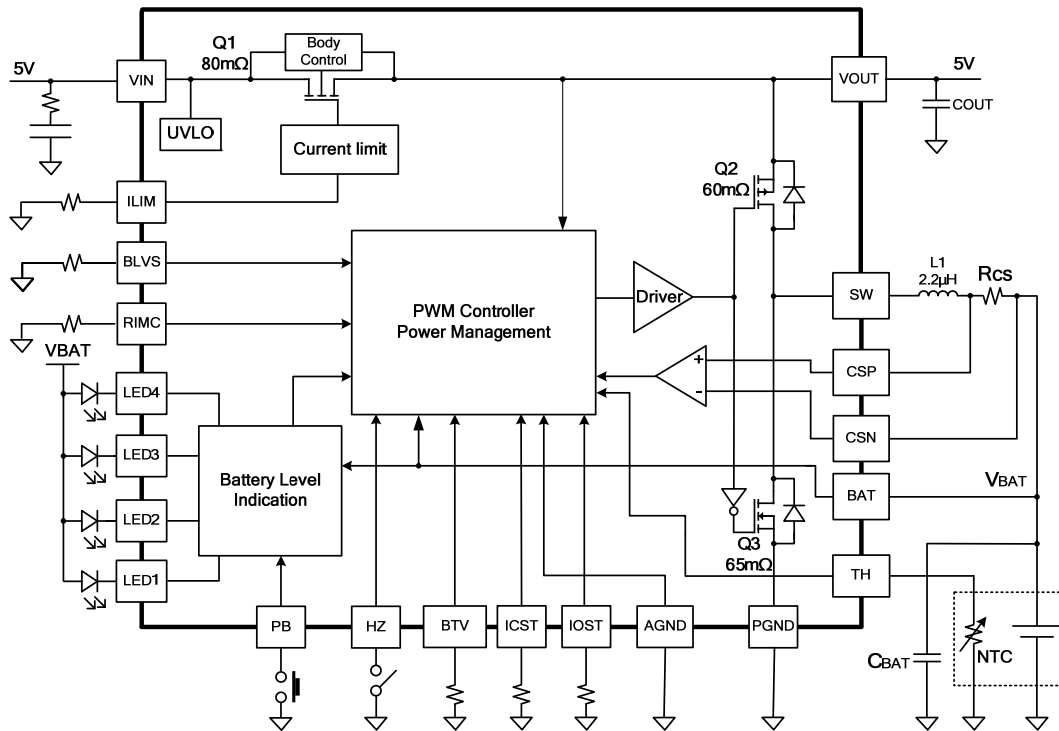 Q1
80mΩ
Body
Control
5V
VIN
VOUT
5V
COUT
UVLO
Current limit
Q2
60mΩ
ILIM
BLVS
RIMC
PWM Controller
Power Management
Driver
SW
L1
2.2µH
Rcs
VBAT
LED4
LED3
LED2
LED1
Battery Level
Indication
+
-
CSP
CSN
BAT
VBAT
Q3
65mΩ
TH
PB
HZ
BTV
ICST
IOST
AGND
PGND
CBAT
NTC